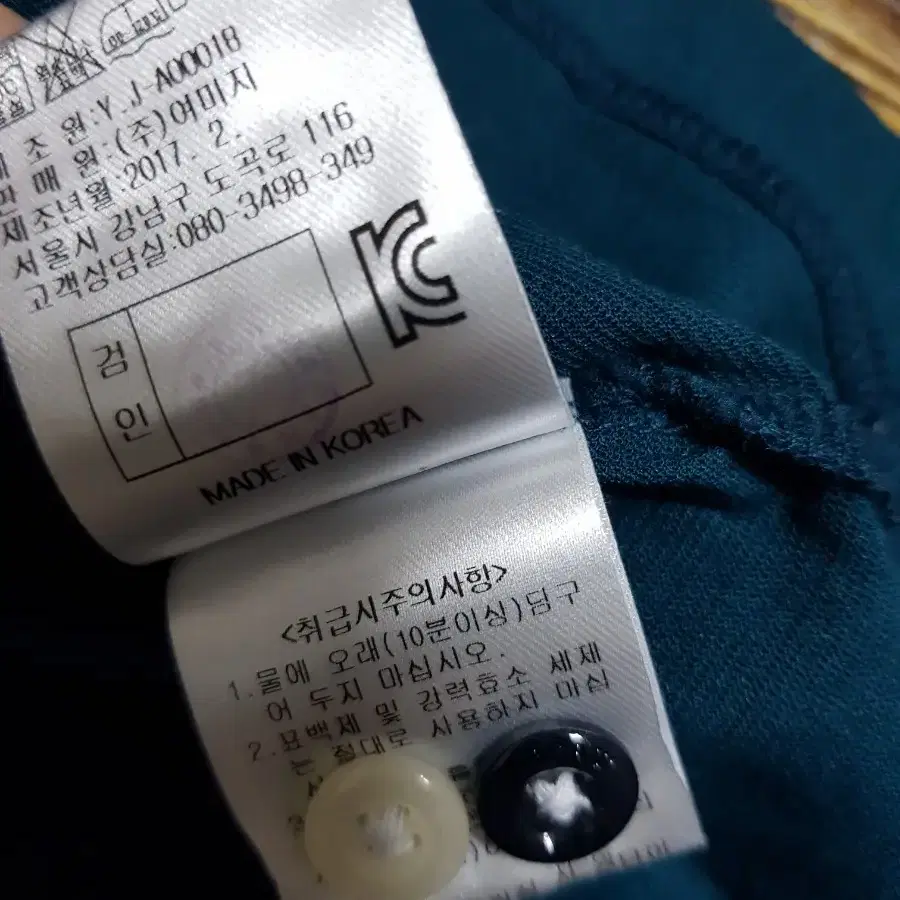 조 원:Y.J-A00018
매 원:(주)어미지
제조년월:2017. 2.
서울시 강남구 도곡로 116
고객상담실:080-3498-349
검
인
MADE IN KOREA
<취급시주의사항>
1.물에 오래(10분이상)담구
어 두지 마십시오.
2.표백제 및 강력효소 세제
는 절대로 사용하지 마십